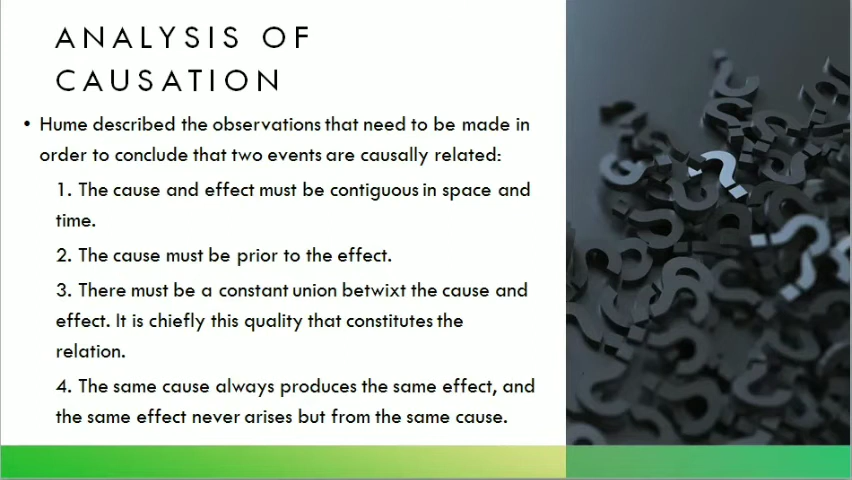 ANALYSIS OF
CAUSATION
• Hume described the observations that need to be made in
order to conclude that two events are causally related:
1. The cause and effect must be contiguous in space and
time.
2. The cause must be prior to the effect.
3. There must be a constant union betwixt the cause and
effect. It is chiefly this quality that constitutes the
relation.
4. The same cause always produces the same effect, and
the same effect never arises but from the same cause.